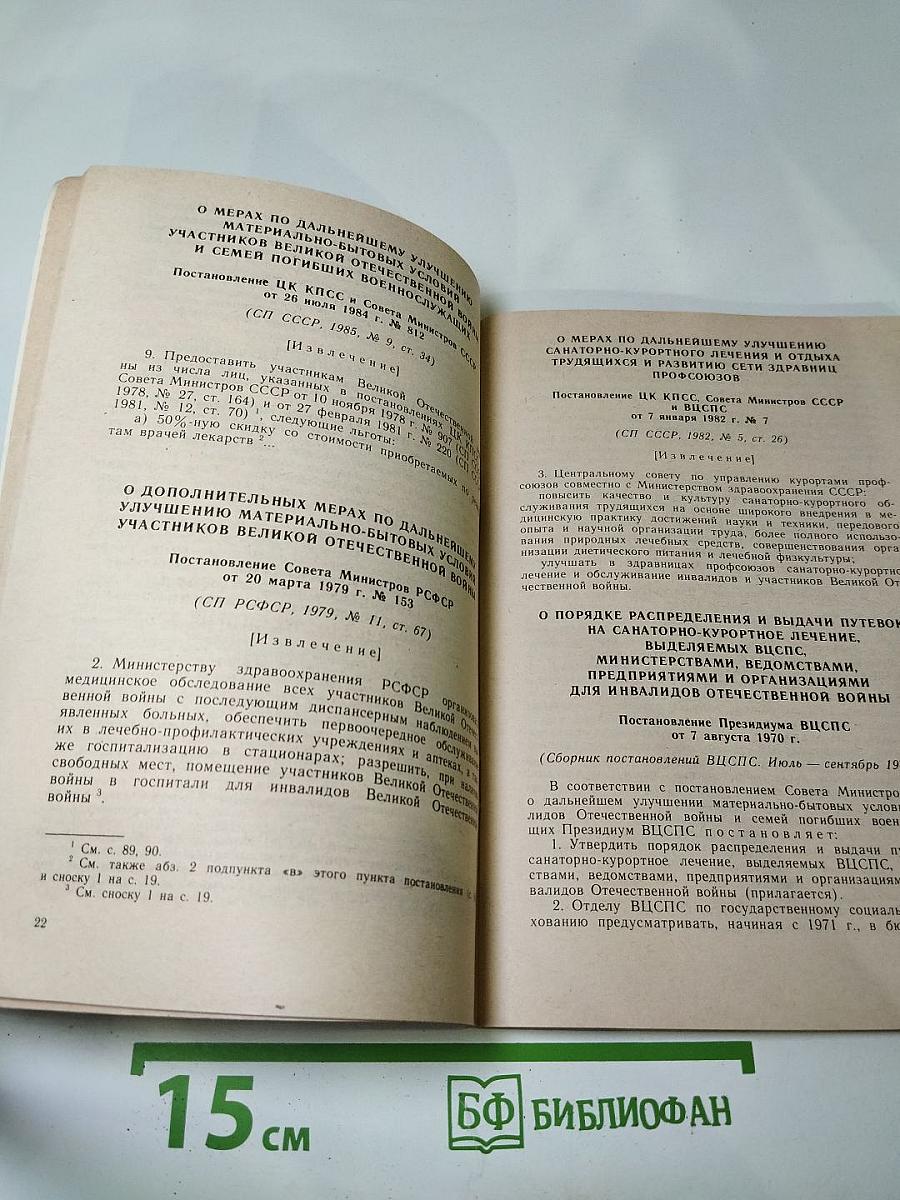 О МЕРАХ ПО ДАЛЬНЕЙШЕМУ УЛУЧШЕНИЮ
МАТЕРИАЛЬНО-БЫТОВЫХ УСЛОВИЙ
УЧАСТНИКОВ ВЕЛИКОЙ ОТЕЧЕСТВЕННОЙ ВОЙНЫ
И СЕМЕЙ ПОГИБШИХ ВОЕННОСЛУЖАЩИХ
Постановление ЦК КПСС и Совета Министров СССР
от 26 июля 1984 г. № 812
(СП СССР, 1985, № 9, ст. 34)
[Извлечение]
9. Предоставить участникам Великой Отечественной
ны из числа лиц, указанных в постановлениях ЦК КПСС
Совета Министров СССР от 10 ноября 1978 г. № 907 (СП
1978, № 27, ст. 164) и от 27 февраля 1981 г. № 220 (СП
1981, № 12, ст. 70) ¹, следующие льготы:
а) 50%-ную скидку со стоимости приобретаемых по
там врачей лекарств ²...
О ДОПОЛНИТЕЛЬНЫХ МЕРАХ ПО ДАЛЬНЕЙШЕМУ
УЛУЧШЕНИЮ МАТЕРИАЛЬНО-БЫТОВЫХ УСЛОВИЙ
УЧАСТНИКОВ ВЕЛИКОЙ ОТЕЧЕСТВЕННОЙ ВОЙНЫ
Постановление Совета Министров РСФСР
от 20 марта 1979 г. № 153
(СП РСФСР, 1979, № 11, ст. 67)
[Извлечение]
2. Министерству здравоохранения РСФСР
медицинское обследование всех участников Великой Отече-
венной войны с последующим диспансерным наблюдением
явленных больных, обеспечить первоочередное обслуживание
их в лечебно-профилактических учреждениях и аптеках, а
же госпитализацию в стационарах; разрешить, при
свободных мест, помещение участников Великой Отечественной
войны в госпитали для инвалидов Великой Отечественной
войны ³.
¹ См. с. 89, 90.
² См. также абз. 2 подпункта «в» этого пункта постановления
и сноску 1 на с. 19.
³ См. сноску 1 на с. 19.
22
О МЕРАХ ПО ДАЛЬНЕЙШЕМУ УЛУЧШЕНИЮ
САНАТОРНО-КУРОРТНОГО ЛЕЧЕНИЯ И ОТДЫХА
ТРУДЯЩИХСЯ И РАЗВИТИЮ СЕТИ ЗДРАВНИЦ
ПРОФСОЮЗОВ
Постановление ЦК КПСС, Совета Министров СССР
и ВЦСПС
от 7 января 1982 г. № 7
(СП СССР, 1982, № 5, ст. 26)
[Извлечение]
3. Центральному совету по управлению курортами проф-
союзов совместно с Министерством здравоохранения СССР:
повысить качество и культуру санаторно-курортного об-
служивания трудящихся на основе широкого внедрения в ме-
дицинскую практику достижений науки и техники, передового
опыта и научной организации труда, более полного использо-
вания природных лечебных средств, совершенствования орга-
низации диетического питания и лечебной физкультуры;
улучшать в здравницах профсоюзов санаторно-курортно
лечение и обслуживание инвалидов и участников Великой От
чественной войны.
О ПОРЯДКЕ РАСПРЕДЕЛЕНИЯ И ВЫДАЧИ ПУТЕВОК
НА САНАТОРНО-КУРОРТНОЕ ЛЕЧЕНИЕ,
ВЫДЕЛЯЕМЫХ ВЦСПС,
МИНИСТЕРСТВАМИ, ВЕДОМСТВАМИ,
ПРЕДПРИЯТИЯМИ И ОРГАНИЗАЦИЯМИ
ДЛЯ ИНВАЛИДОВ ОТЕЧЕСТВЕННОЙ ВОЙНЫ
Постановление Президиума ВЦСПС
от 7 августа 1970 г.
(Сборник постановлений ВЦСПС. Июль — сентябрь 19
В соответствии с постановлением Совета Министро
о дальнейшем улучшении материально-бытовых услов
лидов Отечественной войны и семей погибших воен
щих Президиум ВЦСПС постановляет:
1. Утвердить порядок распределения и выдачи пу
санаторно-курортное лечение, выделяемых ВЦСПС,
ствами, ведомствами, предприятиями и организациям
валидов Отечественной войны (прилагается).
2. Отделу ВЦСПС по государственному социаль
хованию предусматривать, начиная с 1971 г., в бю
15 см
БФ БИБЛИОФАН